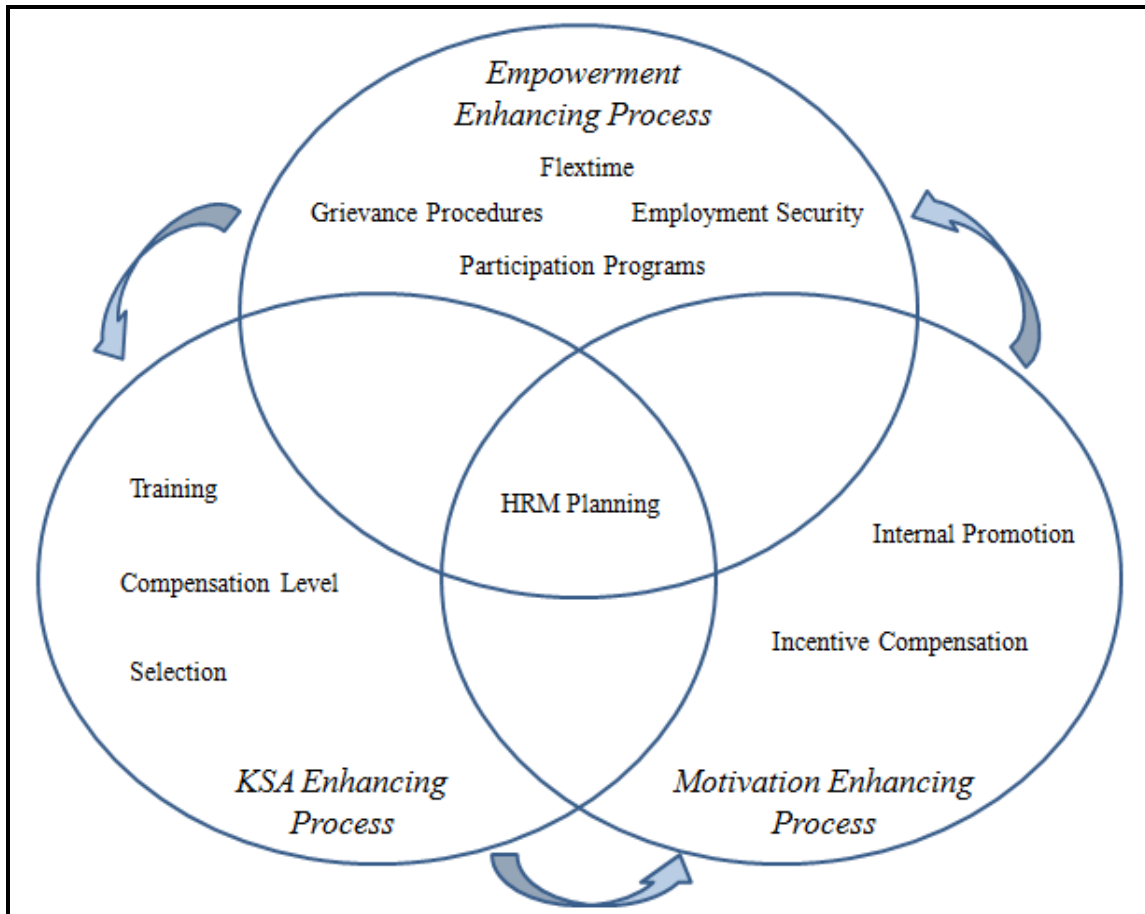 Empowerment
Enhancing Process
Flextime
Grievance Procedures
Employment Security
Participation Programs
Training
HRM Planning
Internal Promotion
Compensation Level
Incentive Compensation
Selection
KSA Enhancing
Process
Motivation Enhancing
Process